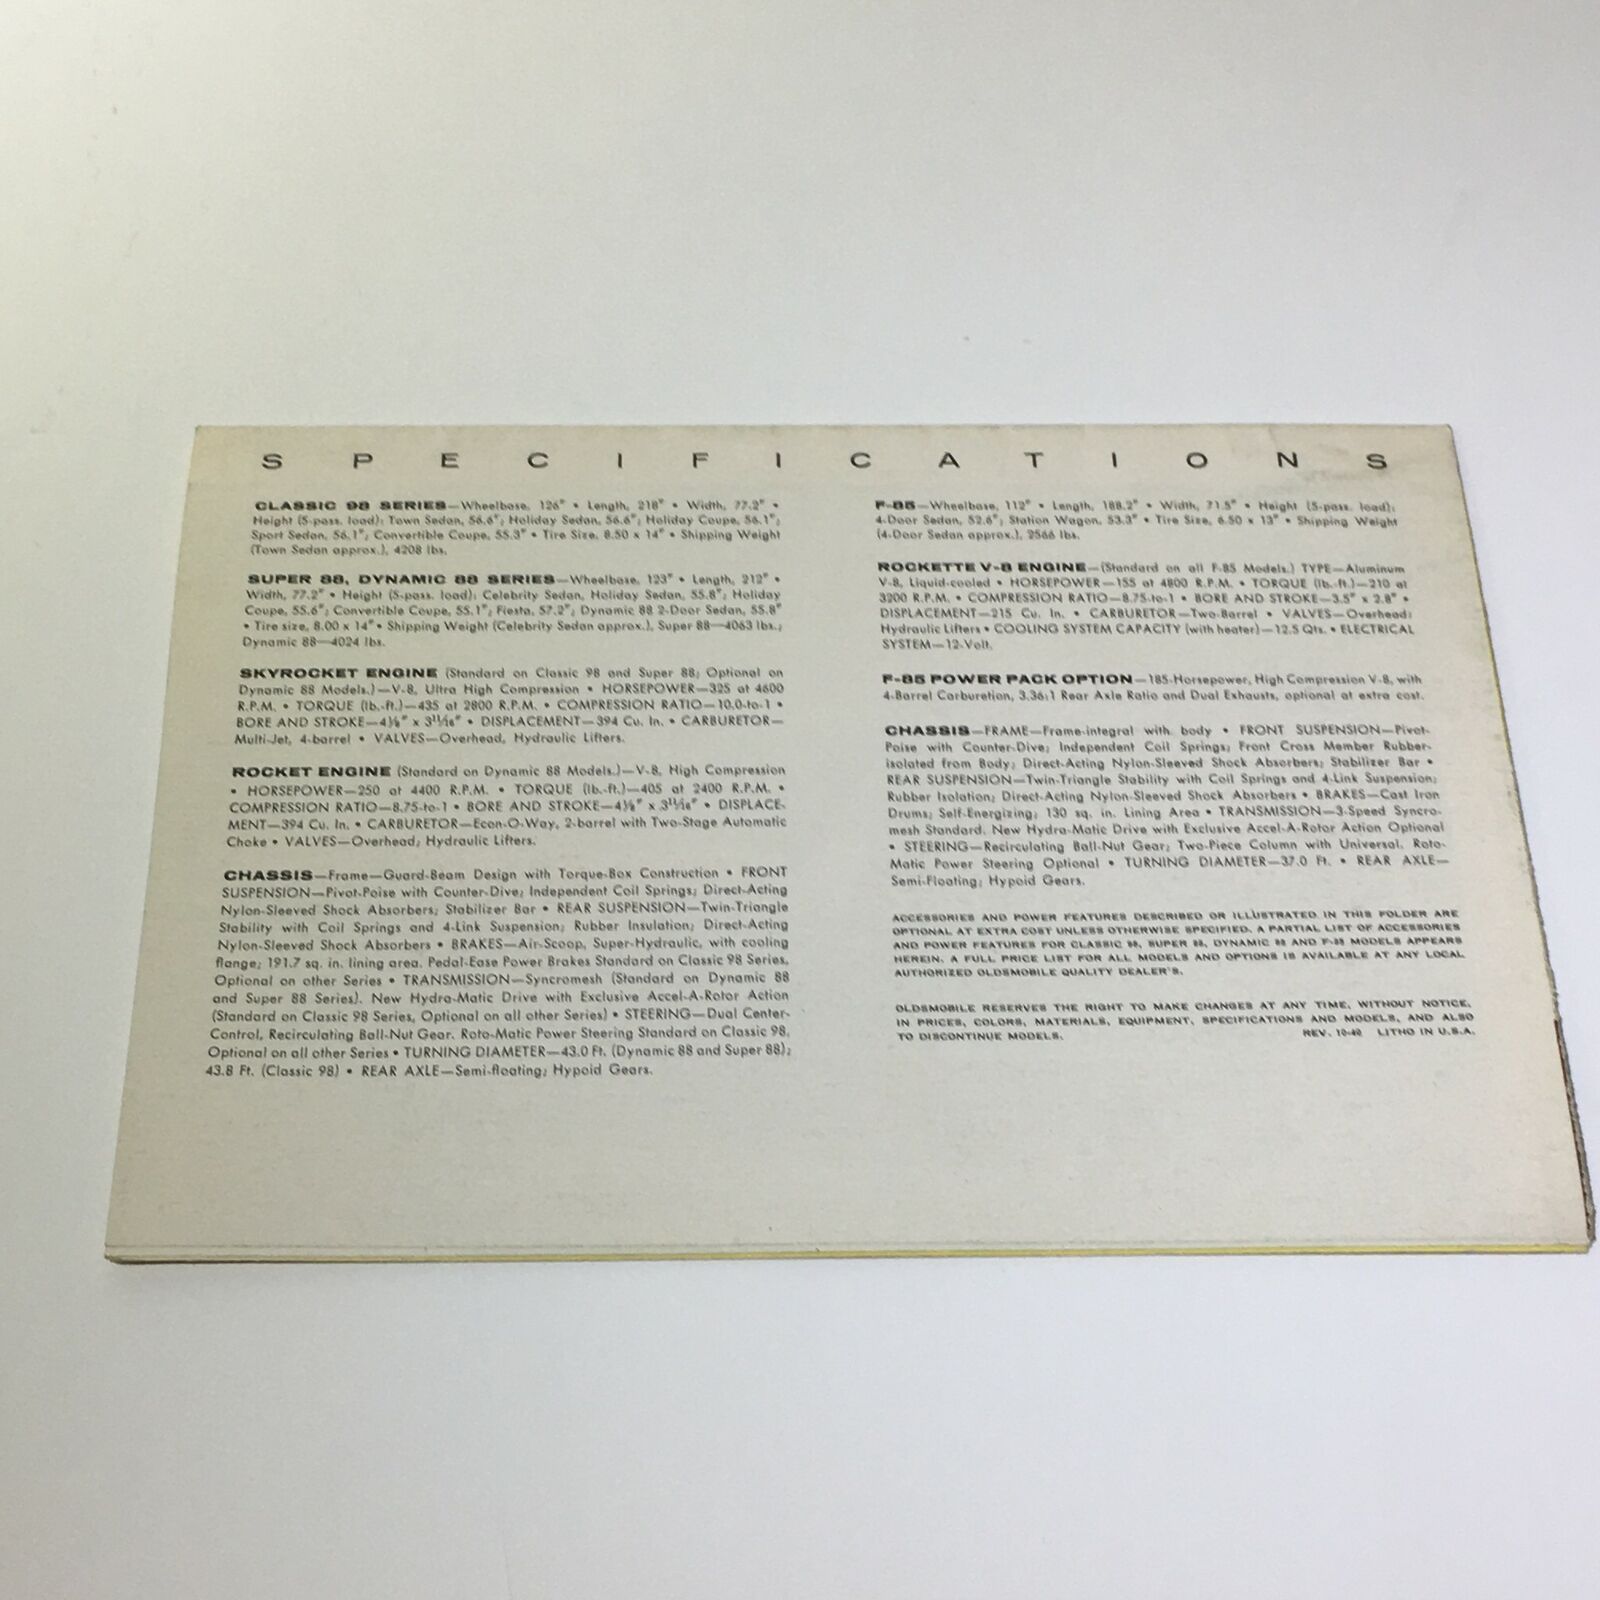 SPECIFICATIONS
CLASSIC 98 SERIES—Wheelbase, 126" • Length, 218" • Width, 77.2" •
Height (5-pass. load): Town Sedan, 56.6"; Holiday Sedan, 56.6"; Holiday Coupe, 56.1";
Sport Sedan, 56.1"; Convertible Coupe, 55.3" • Tire Size, 8.50 x 14" • Shipping Weight
(Town Sedan approx.), 4208 lbs.
SUPER 88, DYNAMIC 88 SERIES—Wheelbase, 123" • Length, 212" •
Width, 77.2" • Height (5-pass. load): Celebrity Sedan, Holiday Sedan, 55.8"; Holiday
Coupe, 55.6"; Convertible Coupe, 55.1"; Fiesta, 57.2"; Dynamic 88 2-Door Sedan, 55.8"
• Tire size, 8.00 x 14" • Shipping Weight (Celebrity Sedan approx.), Super 88—4063 lbs.;
Dynamic 88—4024 lbs.
SKYROCKET ENGINE (Standard on Classic 98 and Super 88; Optional on
Dynamic 88 Models.)—V-8, Ultra High Compression • HORSEPOWER—325 at 4600
R.P.M. • TORQUE (lb.-ft.)—435 at 2800 R.P.M. • COMPRESSION RATIO—10.0-to-1 •
BORE AND STROKE—4⅛" x 3¹¹⁄₁₆" • DISPLACEMENT—394 Cu. In. • CARBURETOR—
Multi-Jet, 4-barrel • VALVES—Overhead, Hydraulic Lifters.
ROCKET ENGINE (Standard on Dynamic 88 Models.)—V-8, High Compression
• HORSEPOWER—250 at 4400 R.P.M. • TORQUE (lb.-ft.)—405 at 2400 R.P.M. •
COMPRESSION RATIO—8.75-to-1 • BORE AND STROKE—4⅛" x 3¹¹⁄₁₆" • DISPLACE-
MENT—394 Cu. In. • CARBURETOR—Econ-O-Way, 2-barrel with Two-Stage Automatic
Choke • VALVES—Overhead; Hydraulic Lifters.
CHASSIS—Frame—Guard-Beam Design with Torque-Box Construction • FRONT
SUSPENSION—Pivot-Poise with Counter-Dive; Independent Coil Springs; Direct-Acting
Nylon-Sleeved Shock Absorbers; Stabilizer Bar • REAR SUSPENSION—Twin-Triangle
Stability with Coil Springs and 4-Link Suspension; Rubber Insulation; Direct-Acting
Nylon-Sleeved Shock Absorbers • BRAKES—Air-Scoop, Super-Hydraulic, with cooling
flange; 191.7 sq. in. lining area. Pedal-Ease Power Brakes Standard on Classic 98 Series,
Optional on other Series • TRANSMISSION—Syncromesh (Standard on Dynamic 88
and Super 88 Series). New Hydra-Matic Drive with Exclusive Accel-A-Rotor Action
(Standard on Classic 98 Series, Optional on all other Series) • STEERING—Dual Center-
Control, Recirculating Ball-Nut Gear. Roto-Matic Power Steering Standard on Classic 98,
Optional on all other Series • TURNING DIAMETER—43.0 Ft. (Dynamic 88 and Super 88);
43.8 Ft. (Classic 98) • REAR AXLE—Semi-floating; Hypoid Gears.
F-85—Wheelbase, 112" • Length, 188.2" • Width, 71.5" • Height (5-pass. load):
4-Door Sedan, 52.6"; Station Wagon, 53.3" • Tire Size, 6.50 x 13" • Shipping Weight
(4-Door Sedan approx.), 2566 lbs.
ROCKETTE V-8 ENGINE—(Standard on all F-85 Models.) TYPE—Aluminum
V-8, Liquid-cooled • HORSEPOWER—155 at 4800 R.P.M. • TORQUE (lb.-ft.)—210 at
3200 R.P.M. • COMPRESSION RATIO—8.75-to-1 • BORE AND STROKE—3.5" x 2.8" •
DISPLACEMENT—215 Cu. In. • CARBURETOR—Two-Barrel • VALVES—Overhead;
Hydraulic Lifters • COOLING SYSTEM CAPACITY (with heater)—12.5 Qts. • ELECTRICAL
SYSTEM—12-Volt.
F-85 POWER PACK OPTION—185-Horsepower, High Compression V-8, with
4-Barrel Carburetion, 3.36:1 Rear Axle Ratio and Dual Exhausts, optional at extra cost.
CHASSIS—FRAME—Frame-integral with body • FRONT SUSPENSION—Pivot-
Poise with Counter-Dive; Independent Coil Springs; Front Cross Member Rubber-
isolated from Body; Direct-Acting Nylon-Sleeved Shock Absorbers; Stabilizer Bar •
REAR SUSPENSION—Twin-Triangle Stability with Coil Springs and 4-Link Suspension;
Rubber Isolation; Direct-Acting Nylon-Sleeved Shock Absorbers • BRAKES—Cast Iron
Drums; Self-Energizing; 130 sq. in. Lining Area • TRANSMISSION—3-Speed Syncro-
mesh Standard. New Hydra-Matic Drive with Exclusive Accel-A-Rotor Action Optional
• STEERING—Recirculating Ball-Nut Gear; Two-Piece Column with Universal. Roto-
Matic Power Steering Optional • TURNING DIAMETER—37.0 Ft. • REAR AXLE—
Semi-Floating; Hypoid Gears.
ACCESSORIES AND POWER FEATURES DESCRIBED OR ILLUSTRATED IN THIS FOLDER ARE
OPTIONAL AT EXTRA COST UNLESS OTHERWISE SPECIFIED. A PARTIAL LIST OF ACCESSORIES
AND POWER FEATURES FOR CLASSIC 98, SUPER 88, DYNAMIC 88 AND F-85 MODELS APPEARS
HEREIN. A FULL PRICE LIST FOR ALL MODELS AND OPTIONS IS AVAILABLE AT ANY LOCAL
AUTHORIZED OLDSMOBILE QUALITY DEALER'S.
OLDSMOBILE RESERVES THE RIGHT TO MAKE CHANGES AT ANY TIME, WITHOUT NOTICE,
IN PRICES, COLORS, MATERIALS, EQUIPMENT, SPECIFICATIONS AND MODELS, AND ALSO
TO DISCONTINUE MODELS. REV. 10-40 LITHO IN U.S.A.